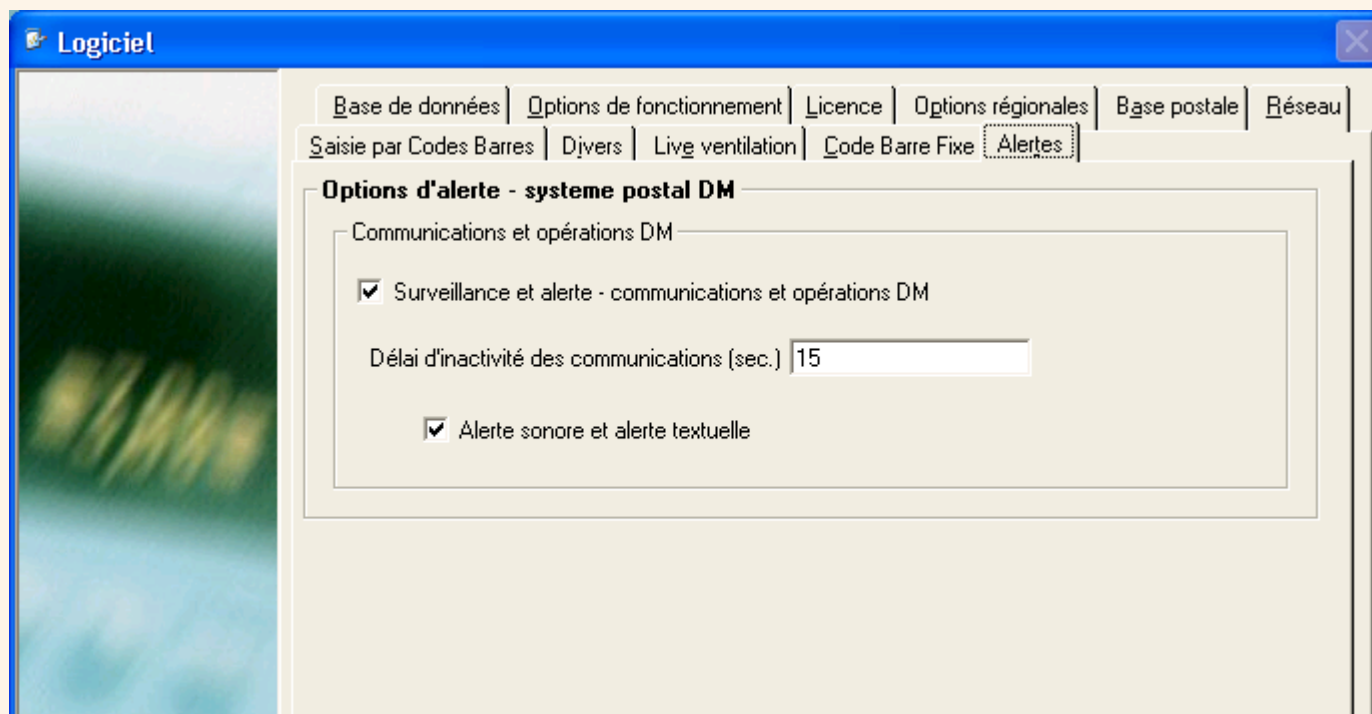 Logiciel
Base de données Options de fonctionnement Licence Options régionales Base postale Réseau
Saisie par Codes Barres Divers Live ventilation Code Barre Fixe Alertes
Options d'alerte - systeme postal DM
Communications et opérations DM
Surveillance et alerte - communications et opérations DM
Délai d'inactivité des communications (sec.) 15
Alerte sonore et alerte textuelle